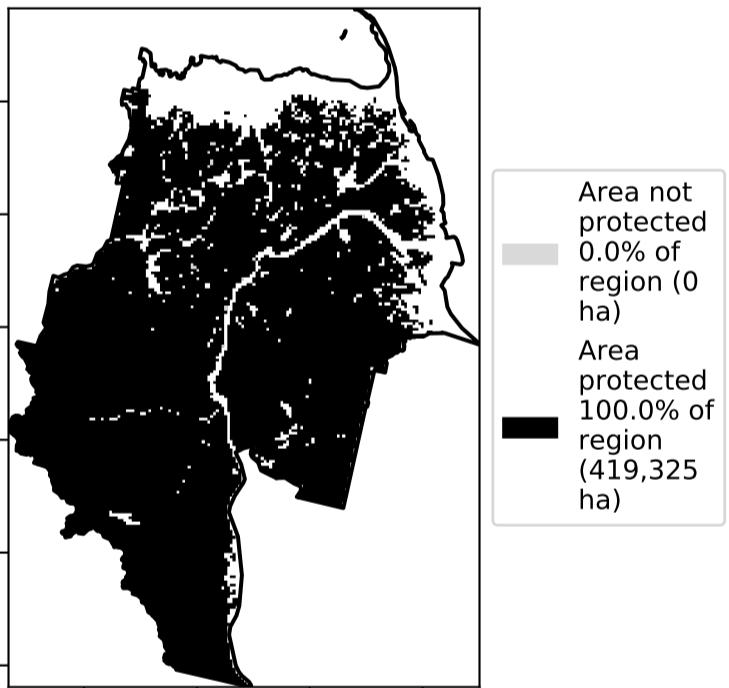 Area not
protected
0.0% of
region (0
ha)
Area
protected
100.0% of
region
(419,325
ha)